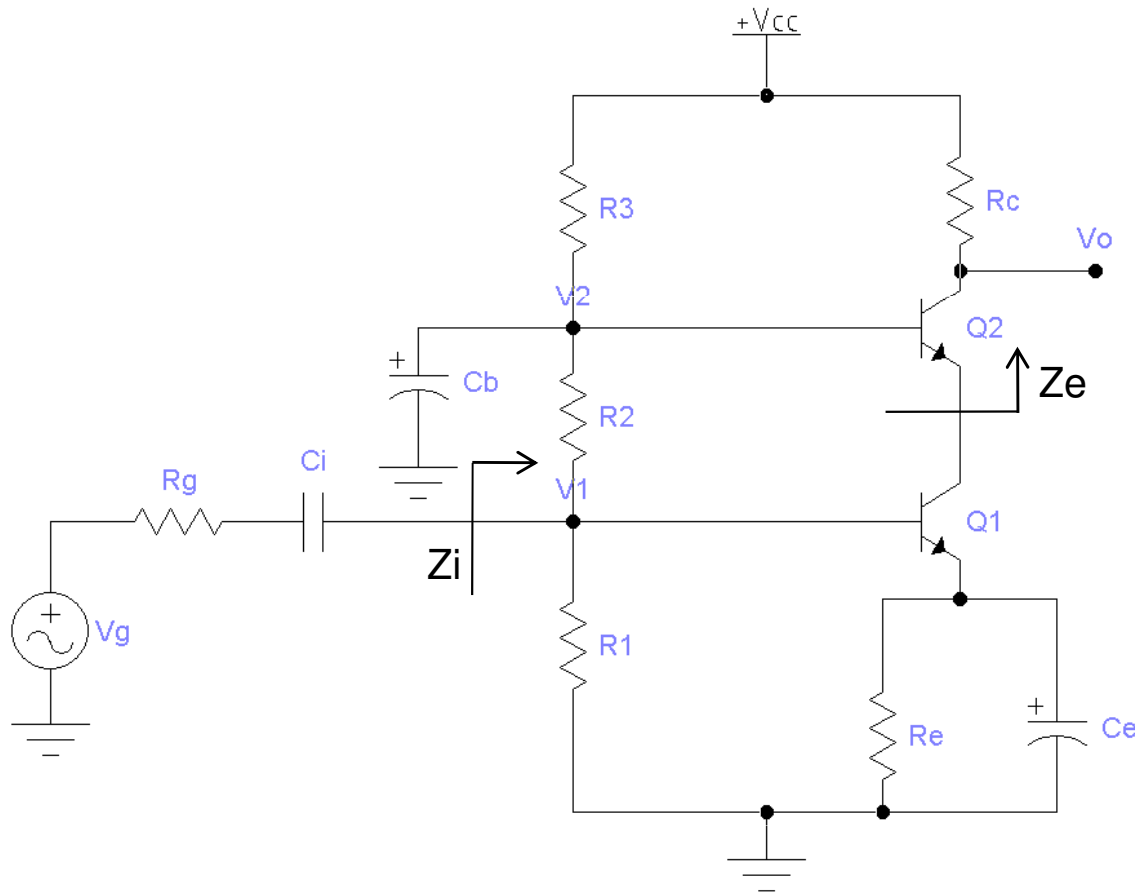 +Vcc
R3
Rc
Vo
V2
Q2
+
Cb
Ze
R2
Ci
Rg
V1
Q1
Zi
+
Vg
R1
+
Re
Ce